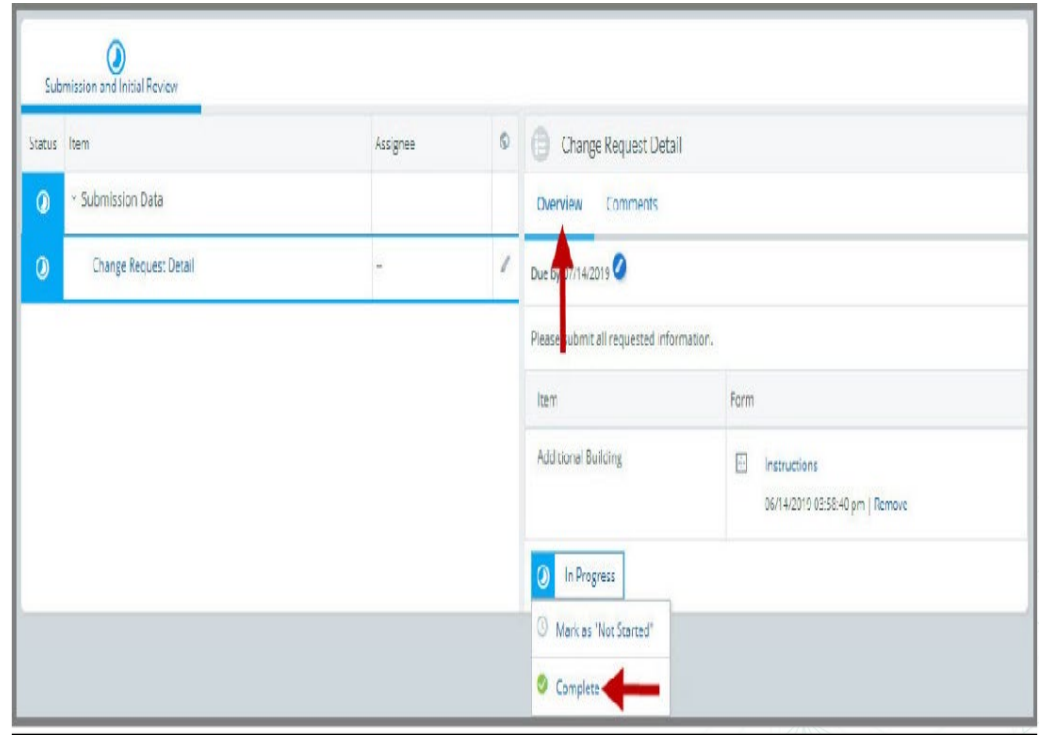 Submission and Initial Review
Status Item Assignee
Change Request Detail
Submission Data
Overview Comments
Change Request Detail -
Due by 07/14/2019
Please submit all requested information.
Item Form
Additional Building
Instructions
06/14/2019 03:58:40 pm | Remove
In Progress
Mark as "Not Started"
Complete